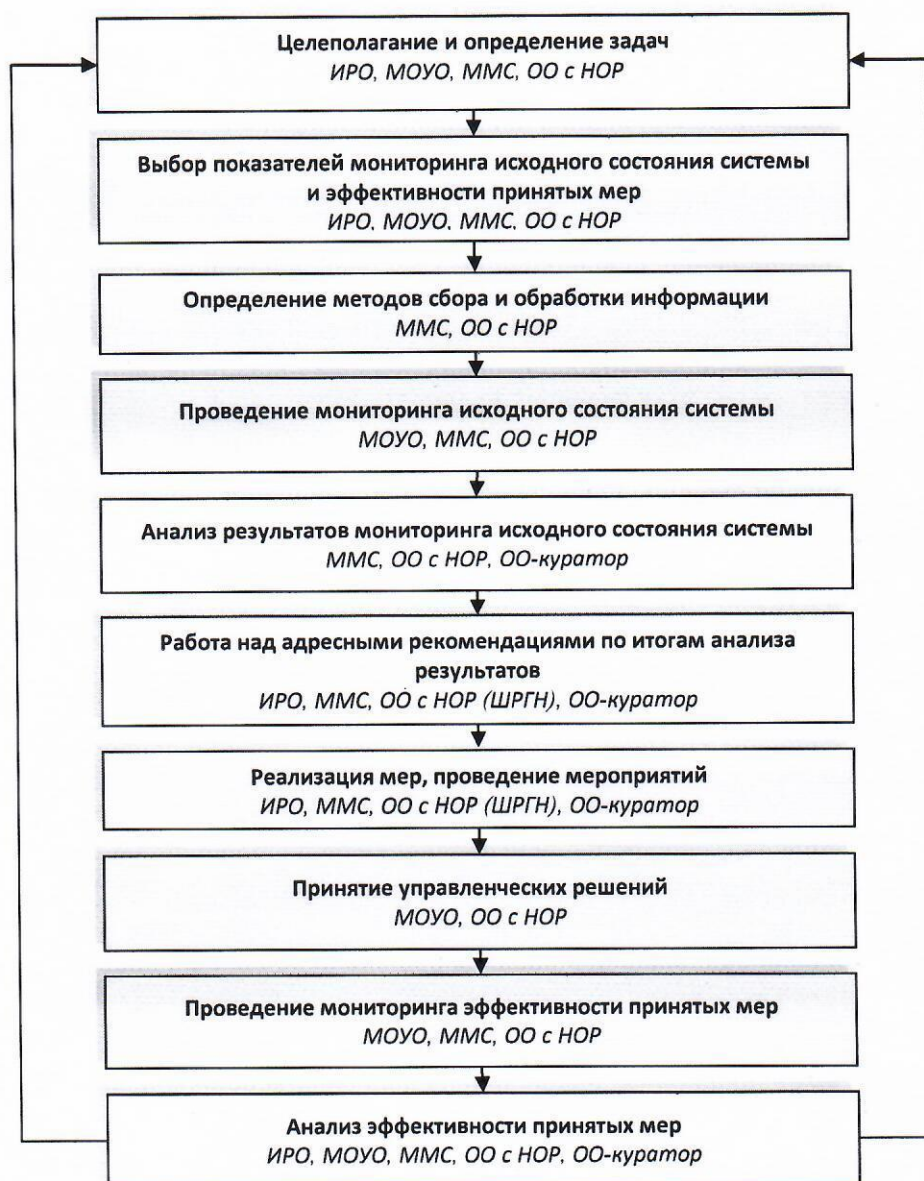 Целеполагание и определение задач
ИРО, МОУО, ММС, ОО с НОР
Выбор показателей мониторинга исходного состояния системы
и эффективности принятых мер
ИРО, МОУО, ММС, ОО с НОР
Определение методов сбора и обработки информации
ММС, ОО с НОР
Проведение мониторинга исходного состояния системы
МОУО, ММС, ОО с НОР
Анализ результатов мониторинга исходного состояния системы
ММС, ОО с НОР, ОО-куратор
Работа над адресными рекомендациями по итогам анализа
результатов
ИРО, ММС, ОО с НОР (ШРГН), ОО-куратор
Реализация мер, проведение мероприятий
ИРО, ММС, ОО с НОР (ШРГН), ОО-куратор
Принятие управленческих решений
МОУО, ОО с НОР
Проведение мониторинга эффективности принятых мер
МОУО, ММС, ОО с НОР
Анализ эффективности принятых мер
ИРО, МОУО, ММС, ОО с НОР, ОО-куратор